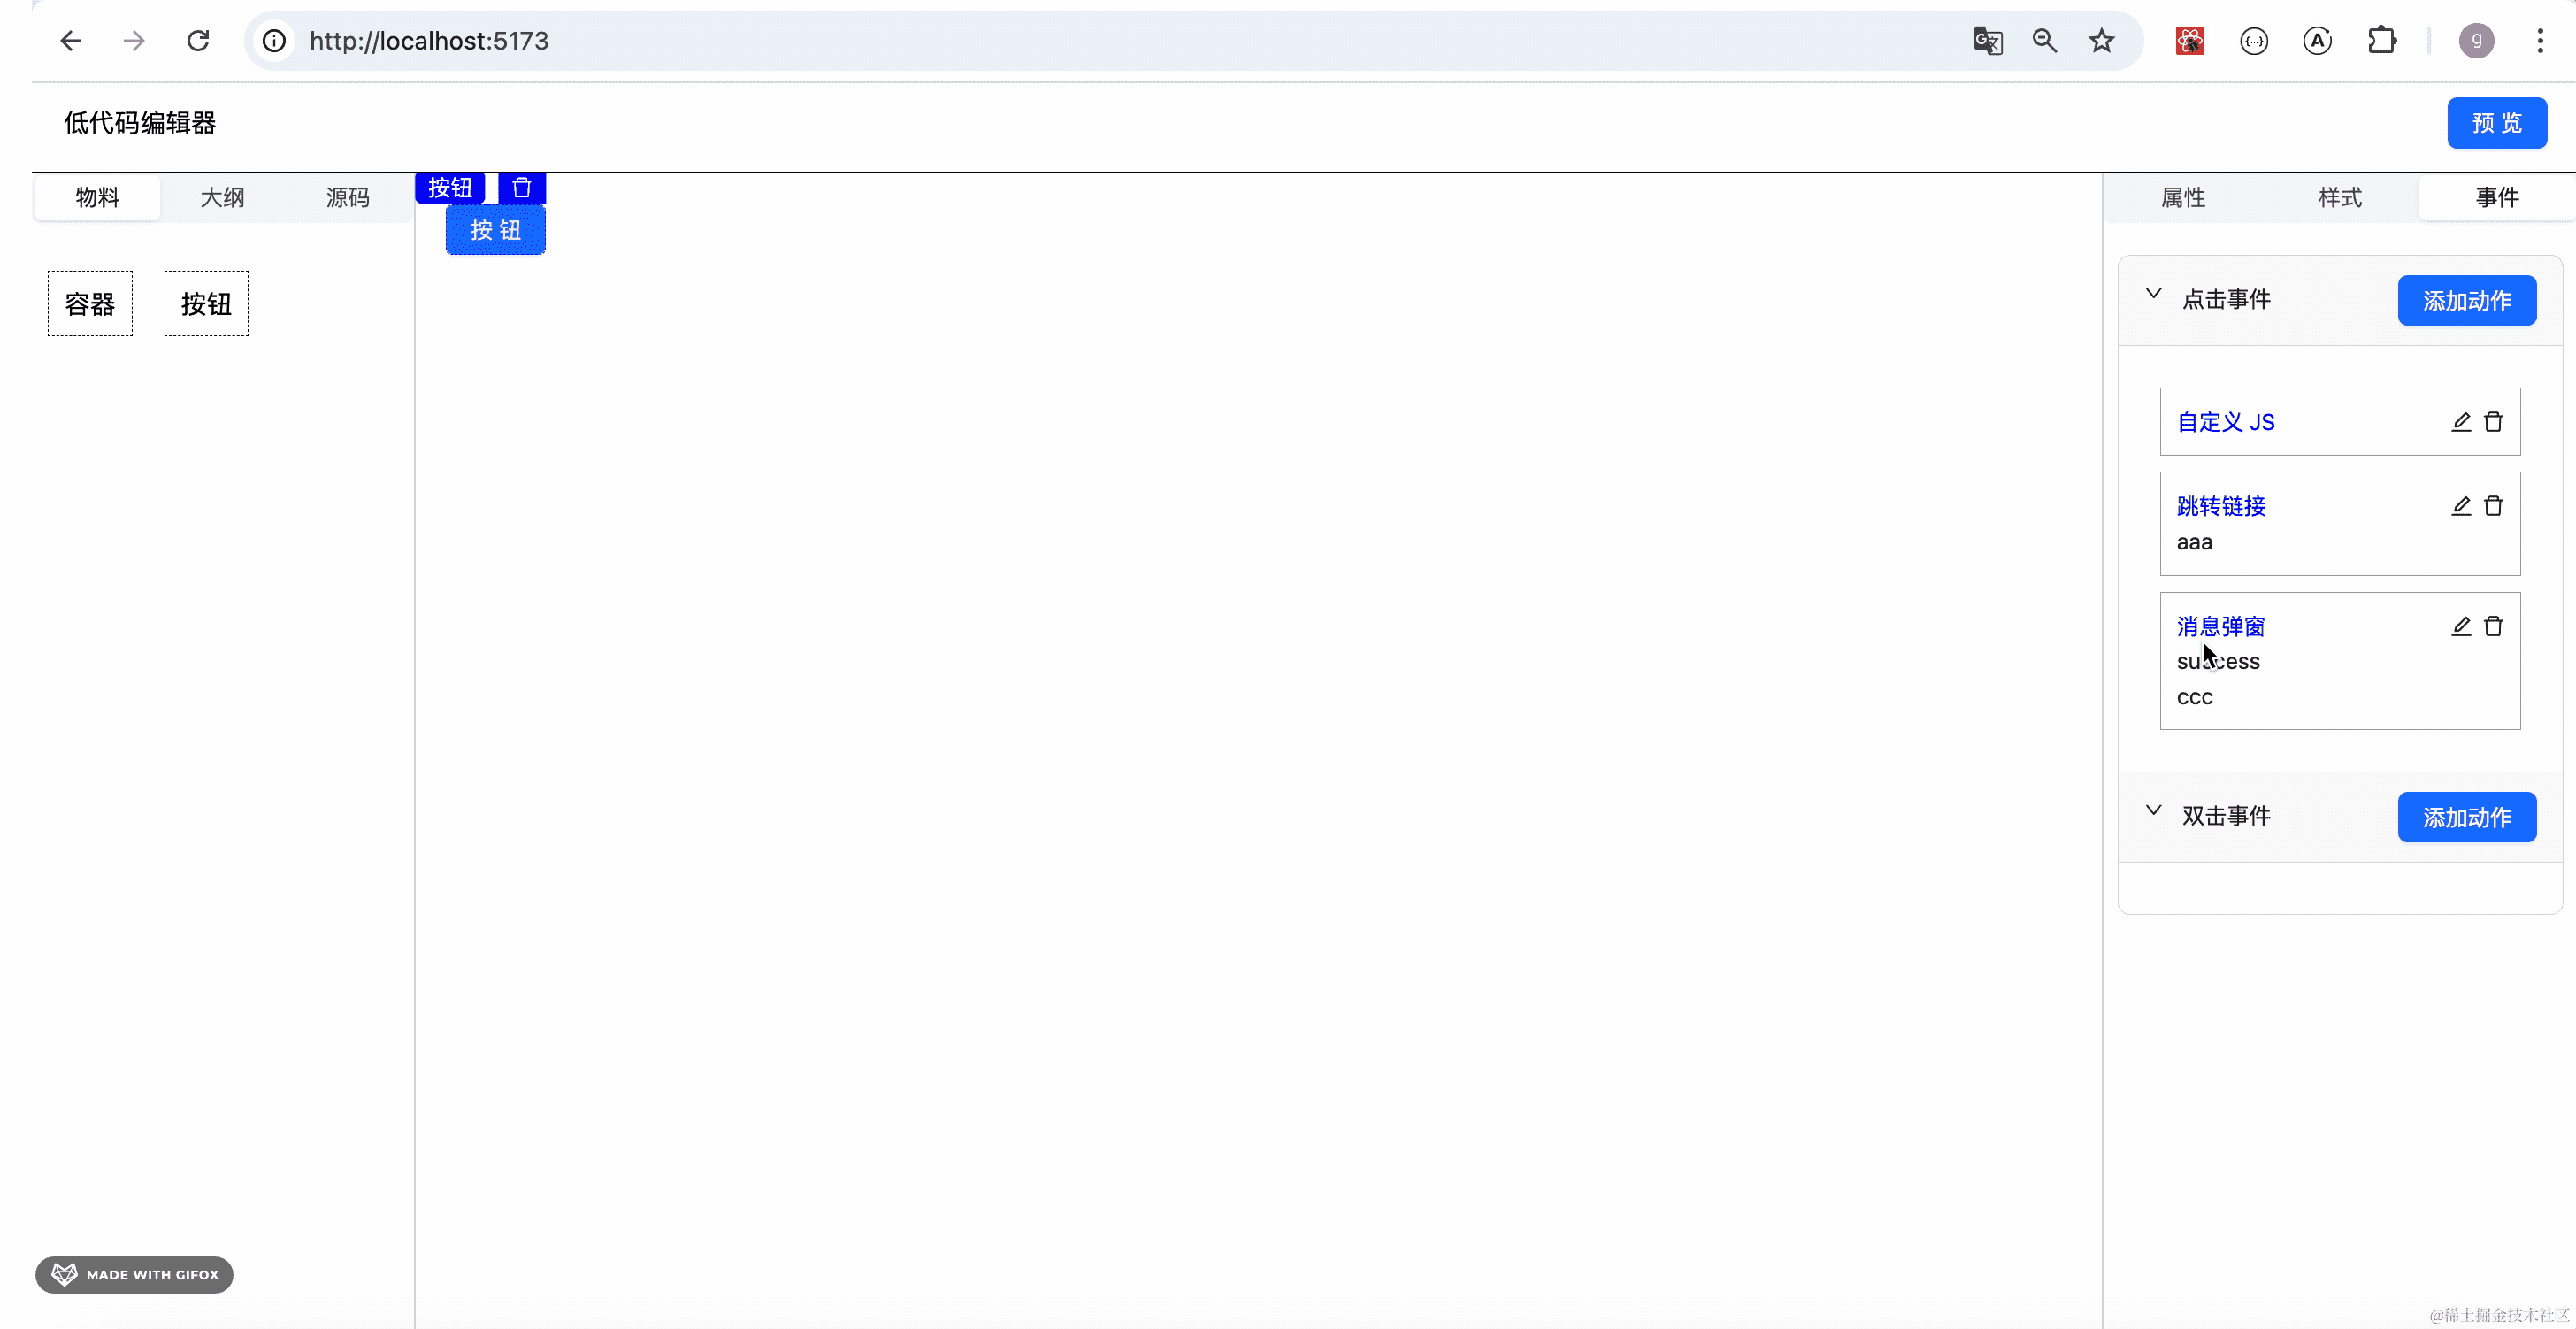 http://localhost:5173
g
低代码编辑器
预 览
物料
大纲
源码
按钮
按 钮
属性
样式
事件
容器
按钮
点击事件
添加动作
自定义 JS
跳转链接
aaa
消息弹窗
success
ccc
双击事件
添加动作
MADE WITH GIFOX
@稀土掘金技术社区